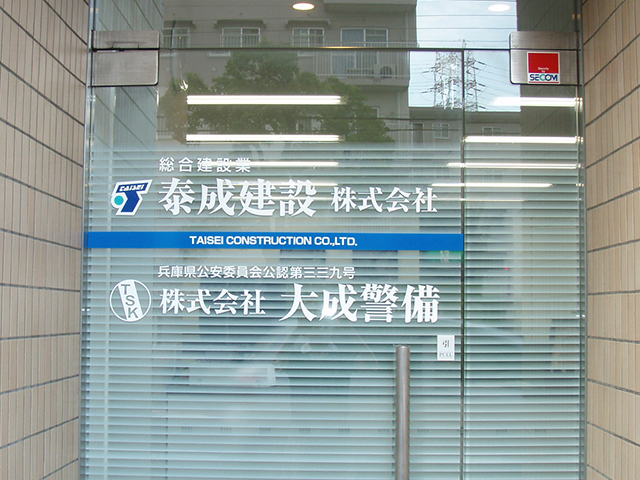 SECOM
総合建設業
TAISEI
泰成建設 株式会社
TAISEI CONSTRUCTION CO.,LTD.
兵庫県公安委員会公認第三三九号
TSK
株式会社 大成警備
引
PULL